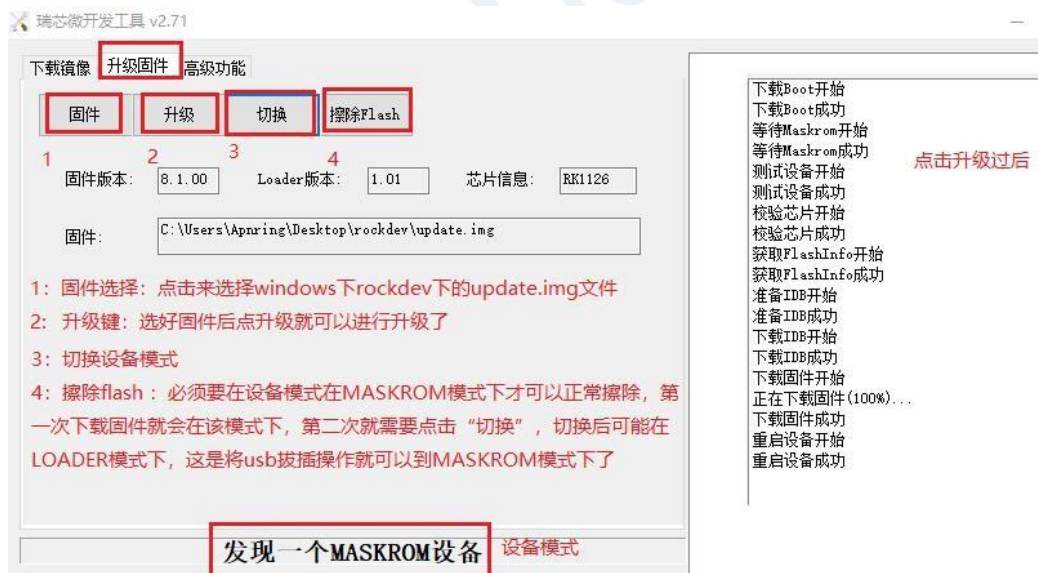 瑞芯微开发工具 v2.71
下载镜像 升级固件 高级功能
固件 升级 切换 擦除Flash
1 2 3 4
固件版本: 8.1.00 Loader版本: 1.01 芯片信息: RK1126
固件: C:\Users\Apnring\Desktop\rockdev\update.img
1：固件选择：点击来选择windows下rockdev下的update.img文件
2：升级键：选好固件后点升级就可以进行升级了
3：切换设备模式
4：擦除flash ：必须要在设备模式在MASKROM模式下才可以正常擦除，第
一次下载固件就会在该模式下，第二次就需要点击“切换”，切换后可能在
LOADER模式下，这是将usb拔插操作就可以到MASKROM模式下了
发现一个MASKROM设备 设备模式
下载Boot开始
下载Boot成功
等待Maskrom开始
等待Maskrom成功
测试设备开始
测试设备成功
校验芯片开始
校验芯片成功
获取FlashInfo开始
获取FlashInfo成功
准备IDB开始
准备IDB成功
下载IDB开始
下载IDB成功
下载固件开始
正在下载固件(100%)...
下载固件成功
重启设备开始
重启设备成功
点击升级过后